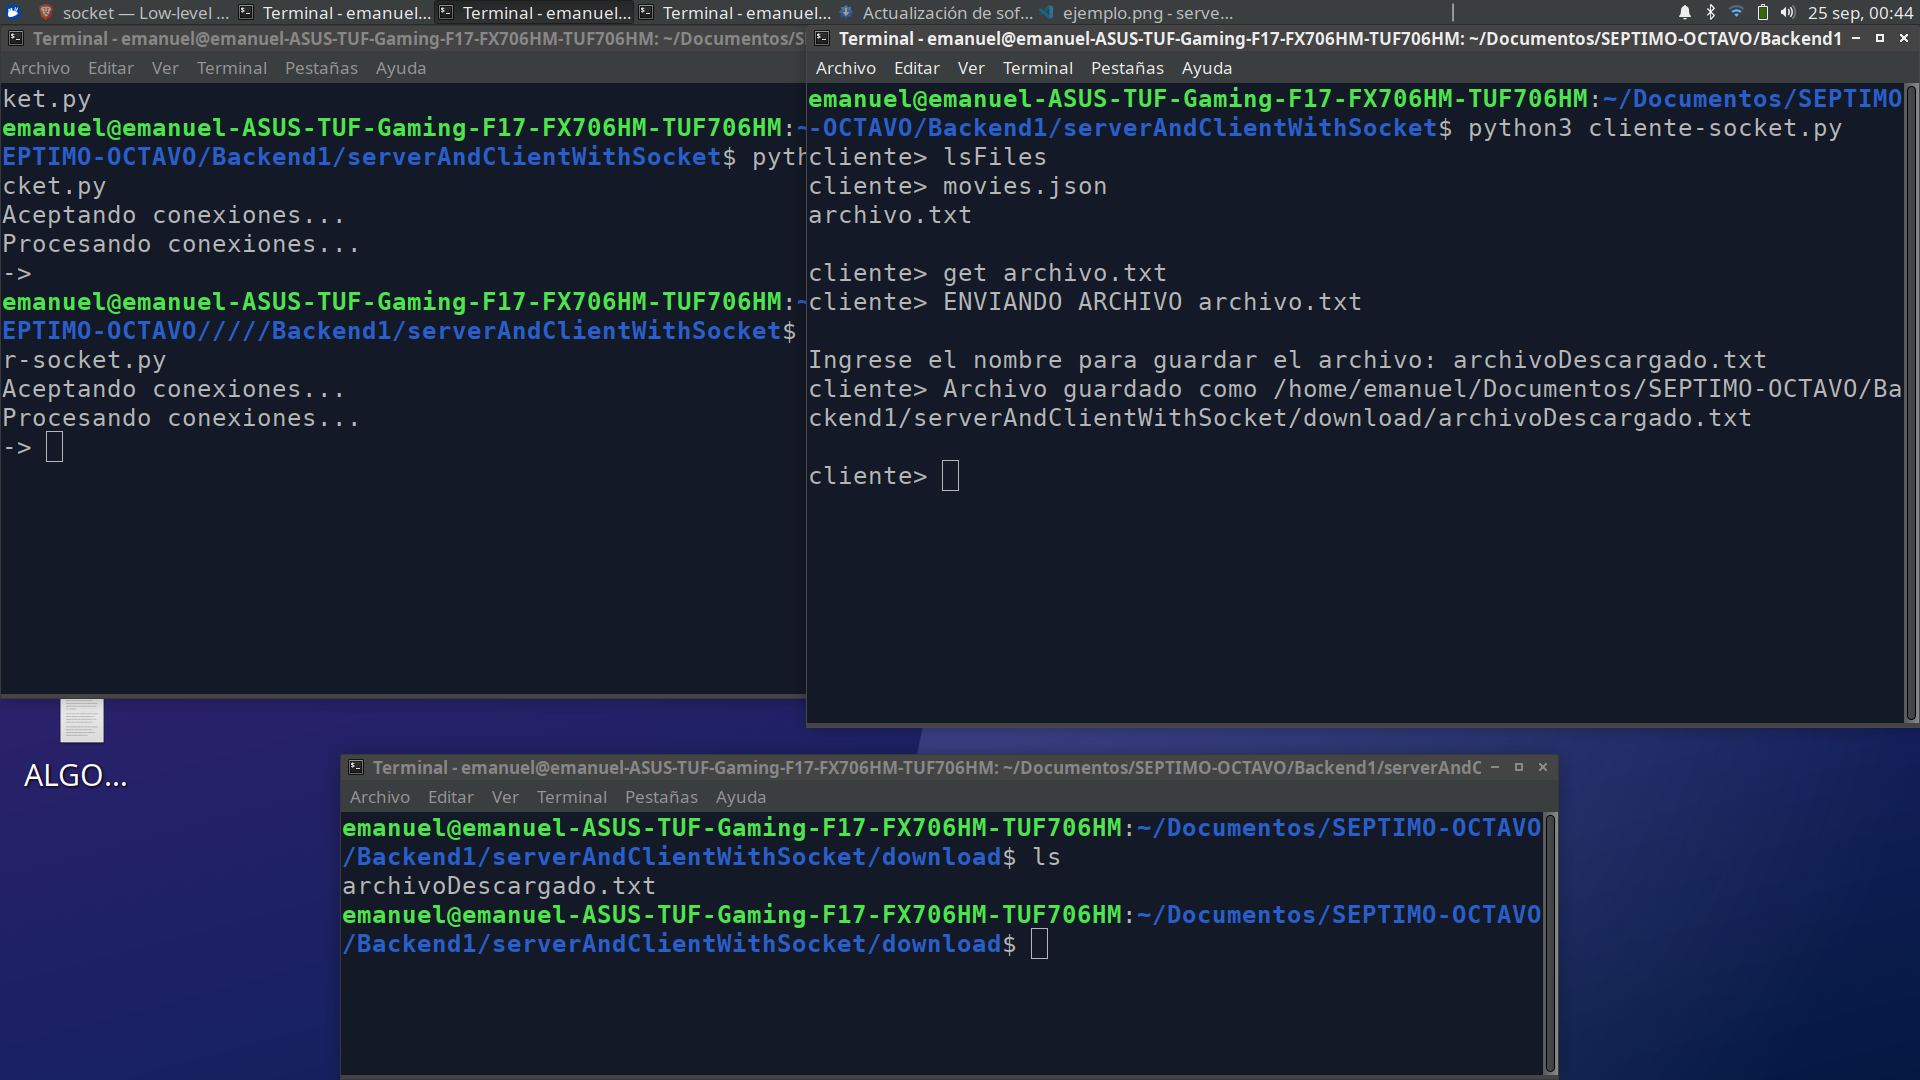 socket — Low-level ...
Terminal - emanuel...
Terminal - emanuel...
Terminal - emanuel...
Actualización de sof...
ejemplo.png - serve...
25 sep, 00:44
Terminal - emanuel@emanuel-ASUS-TUF-Gaming-F17-FX706HM-TUF706HM: ~/Documentos/S
Archivo Editar Ver Terminal Pestañas Ayuda
ket.py
emanuel@emanuel-ASUS-TUF-Gaming-F17-FX706HM-TUF706HM:~
EPTIMO-OCTAVO/Backend1/serverAndClientWithSocket$ pyth
cket.py
Aceptando conexiones...
Procesando conexiones...
->
emanuel@emanuel-ASUS-TUF-Gaming-F17-FX706HM-TUF706HM:~
EPTIMO-OCTAVO/////Backend1/serverAndClientWithSocket$
r-socket.py
Aceptando conexiones...
Procesando conexiones...
->
Terminal - emanuel@emanuel-ASUS-TUF-Gaming-F17-FX706HM-TUF706HM: ~/Documentos/SEPTIMO-OCTAVO/Backend1
Archivo Editar Ver Terminal Pestañas Ayuda
emanuel@emanuel-ASUS-TUF-Gaming-F17-FX706HM-TUF706HM:~/Documentos/SEPTIMO
-OCTAVO/Backend1/serverAndClientWithSocket$ python3 cliente-socket.py
cliente> lsFiles
cliente> movies.json
archivo.txt
cliente> get archivo.txt
cliente> ENVIANDO ARCHIVO archivo.txt
Ingrese el nombre para guardar el archivo: archivoDescargado.txt
cliente> Archivo guardado como /home/emanuel/Documentos/SEPTIMO-OCTAVO/Ba
ckend1/serverAndClientWithSocket/download/archivoDescargado.txt
cliente>
ALGO...
Terminal - emanuel@emanuel-ASUS-TUF-Gaming-F17-FX706HM-TUF706HM: ~/Documentos/SEPTIMO-OCTAVO/Backend1/serverAndC
Archivo Editar Ver Terminal Pestañas Ayuda
emanuel@emanuel-ASUS-TUF-Gaming-F17-FX706HM-TUF706HM:~/Documentos/SEPTIMO-OCTAVO
/Backend1/serverAndClientWithSocket/download$ ls
archivoDescargado.txt
emanuel@emanuel-ASUS-TUF-Gaming-F17-FX706HM-TUF706HM:~/Documentos/SEPTIMO-OCTAVO
/Backend1/serverAndClientWithSocket/download$